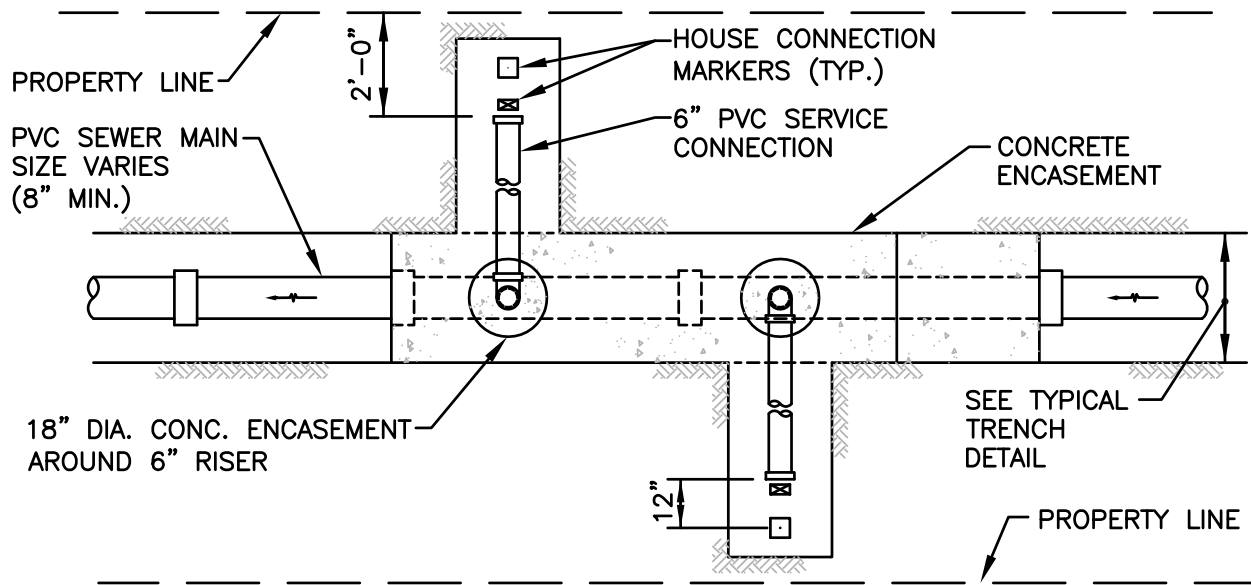 PROPERTY LINE
2'-0"
HOUSE CONNECTION
MARKERS (TYP.)
PVC SEWER MAIN
SIZE VARIES
(8" MIN.)
6" PVC SERVICE
CONNECTION
CONCRETE
ENCASEMENT
18" DIA. CONC. ENCASEMENT
AROUND 6" RISER
12"
SEE TYPICAL
TRENCH
DETAIL
PROPERTY LINE